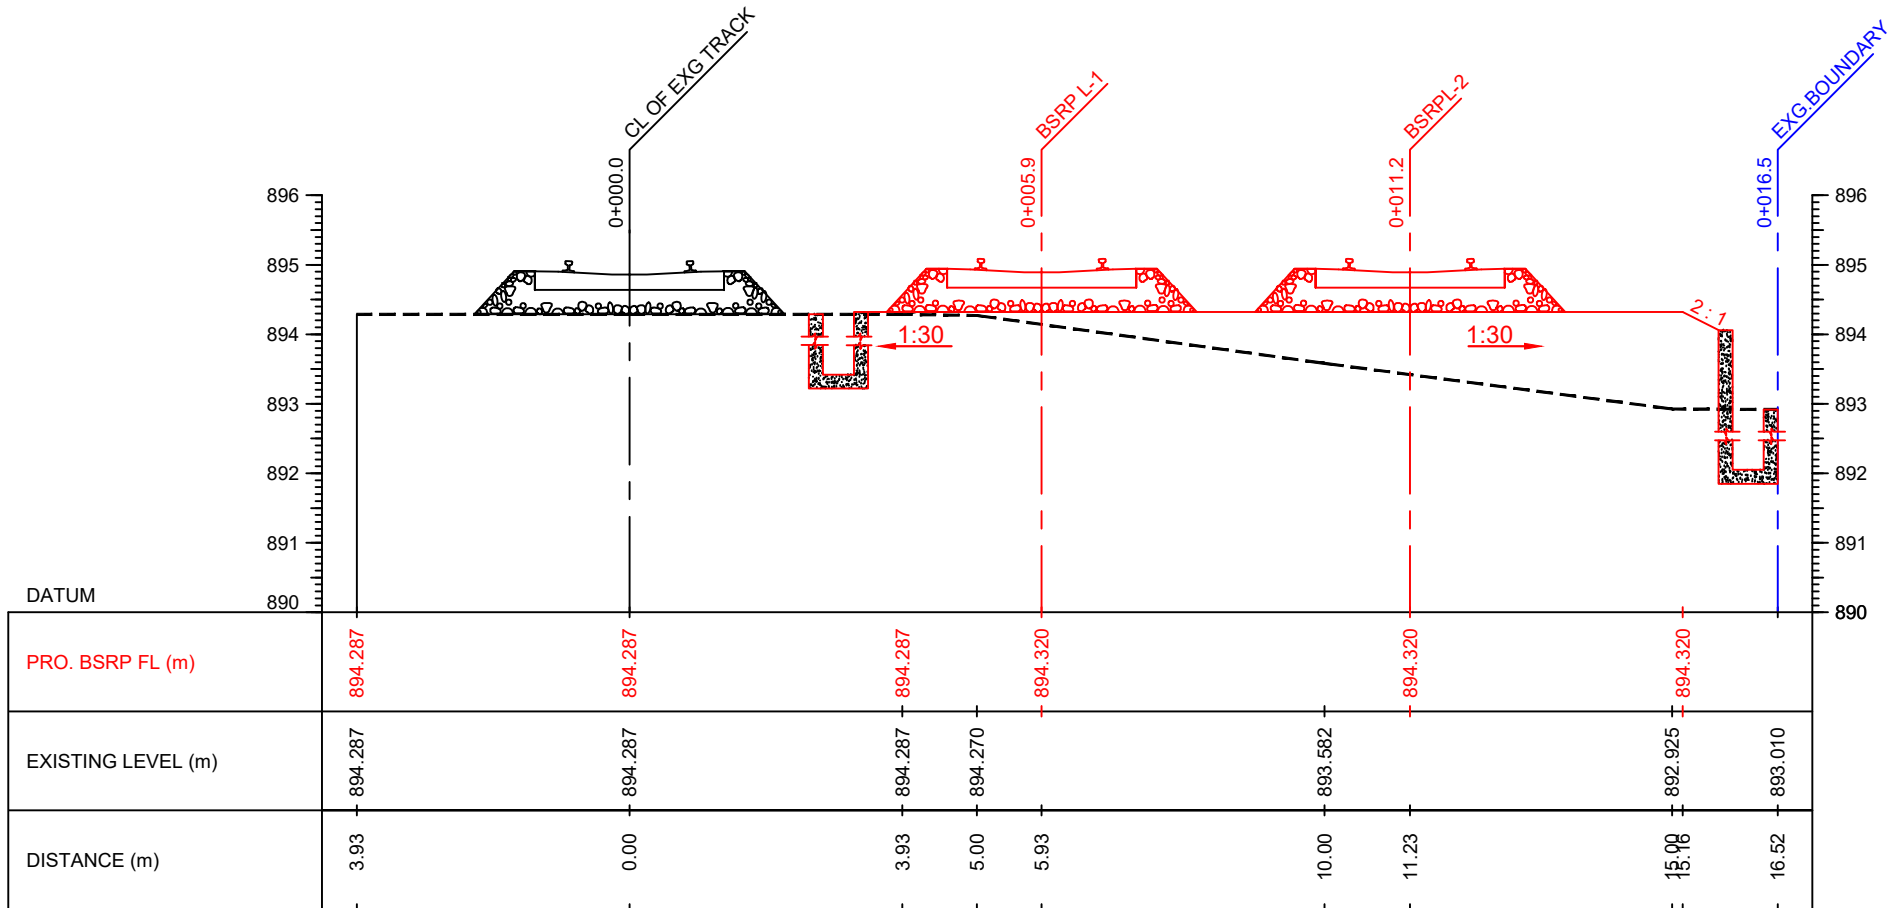 CL OF EXG TRACK
BSRP L-1
BSRPL-2
EXG.BOUNDARY
0+000.0
0+005.9
0+011.2
0+016.5
896
896
895
895
894
894
893
893
892
892
891
891
890
890
1:30
1:30
2:1
DATUM
PRO. BSRP FL (m)
894.287 894.287 894.287 894.320 894.320 894.320
EXISTING LEVEL (m)
894.287 894.287 894.287 894.270 893.582 892.925 893.010
DISTANCE (m)
3.93 0.00 3.93 5.00 5.93 10.00 11.23 15.00 15.16 16.52